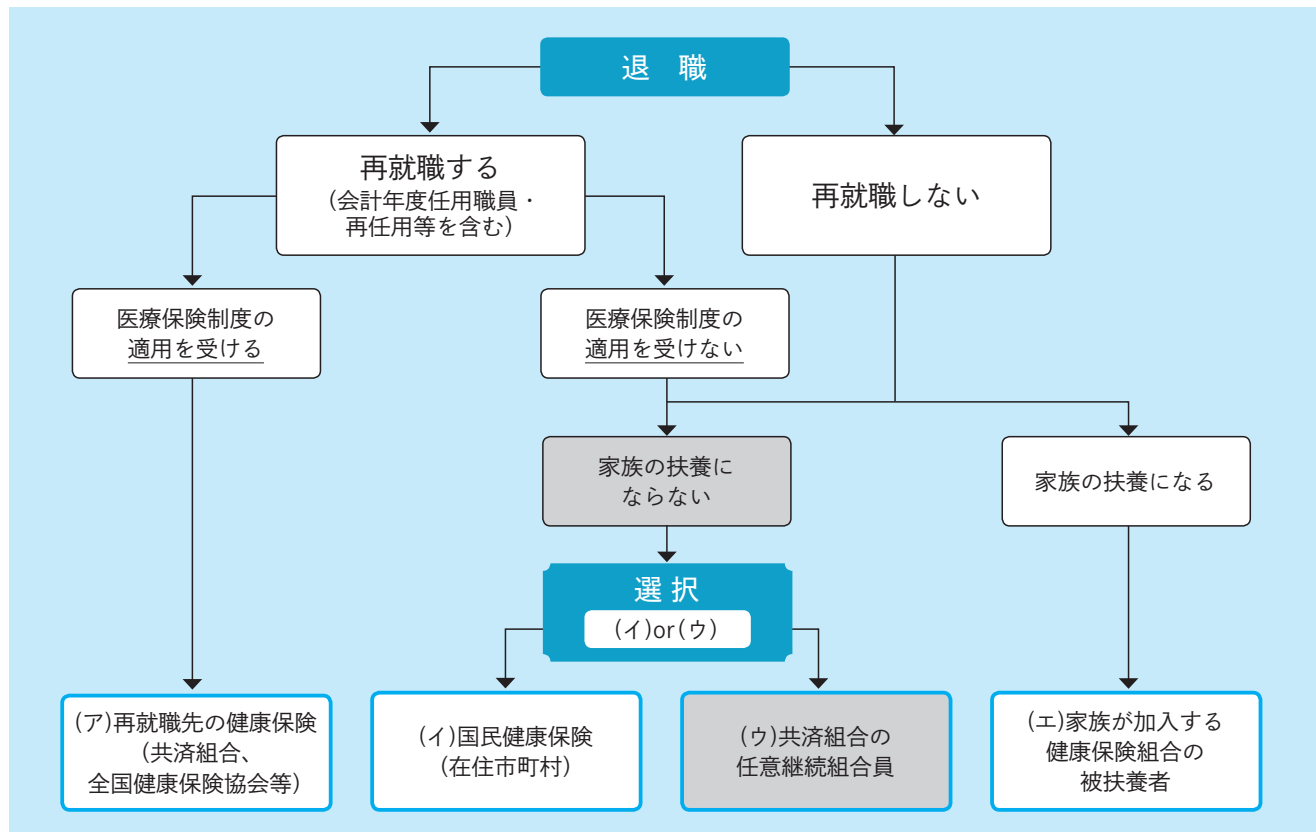 退 職
再就職する
(会計年度任用職員・
再任用等を含む)
再就職しない
医療保険制度の
適用を受ける
医療保険制度の
適用を受けない
家族の扶養に
ならない
家族の扶養になる
選 択
(イ)or(ウ)
(ア)再就職先の健康保険
(共済組合、
全国健康保険協会等)
(イ)国民健康保険
(在住市町村)
(ウ)共済組合の
任意継続組合員
(エ)家族が加入する
健康保険組合の
被扶養者